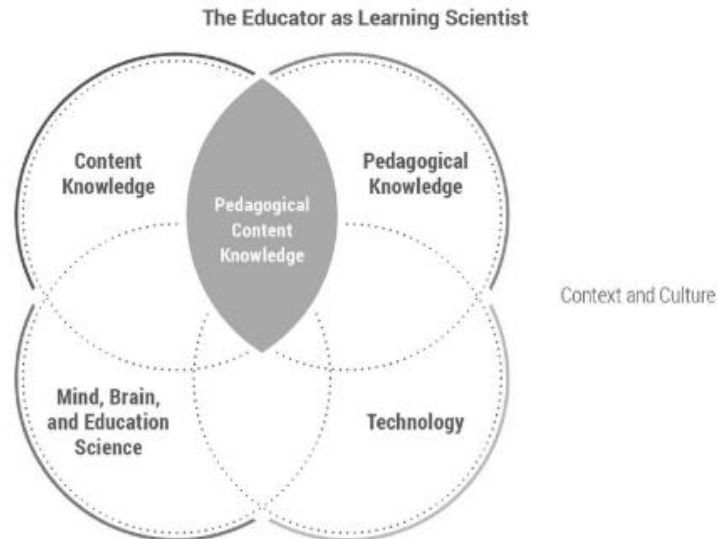 The Educator as Learning Scientist
Content
Knowledge
Pedagogical
Knowledge
Pedagogical
Content
Knowledge
Context and Culture
Mind, Brain,
and Education
Science
Technology